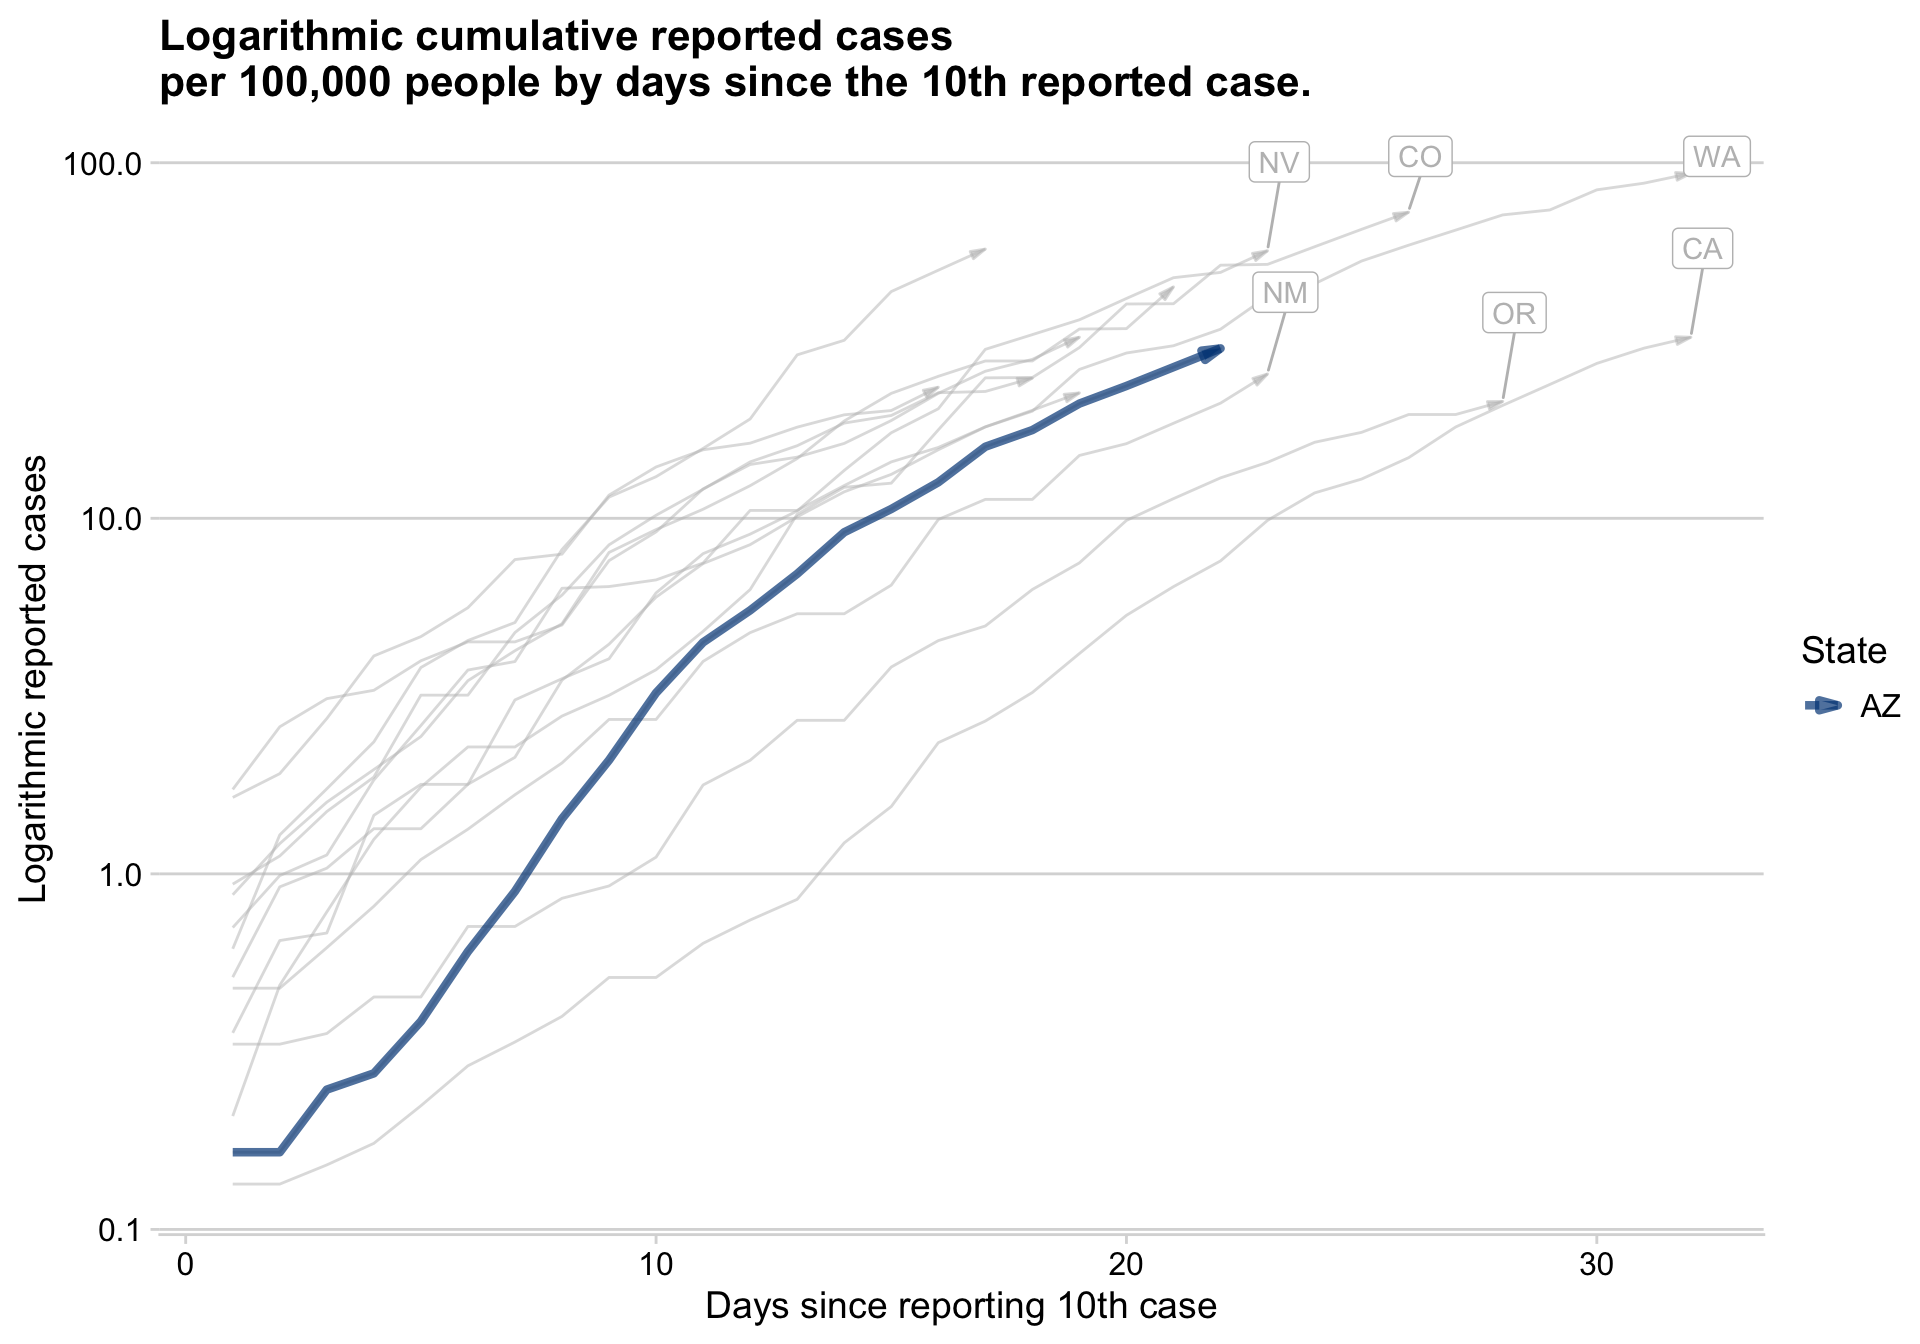 Logarithmic cumulative reported cases
per 100,000 people by days since the 10th reported case.
Logarithmic reported cases
100.0
10.0
1.0
0.1
NV
CO
WA
CA
NM
OR
State
AZ
0
10
20
30
Days since reporting 10th case